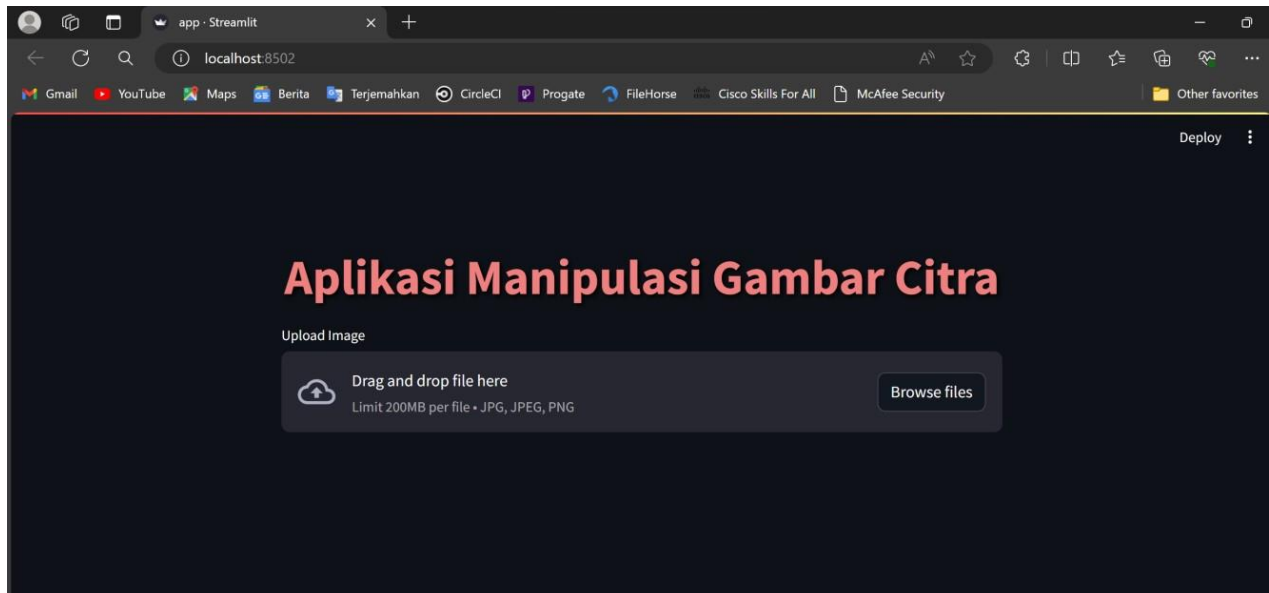 app · Streamlit
localhost:8502
Gmail YouTube Maps Berita Terjemahkan CircleCI Progate FileHorse Cisco Skills For All McAfee Security Other favorites
Deploy
Aplikasi Manipulasi Gambar Citra
Upload Image
Drag and drop file here
Limit 200MB per file • JPG, JPEG, PNG
Browse files